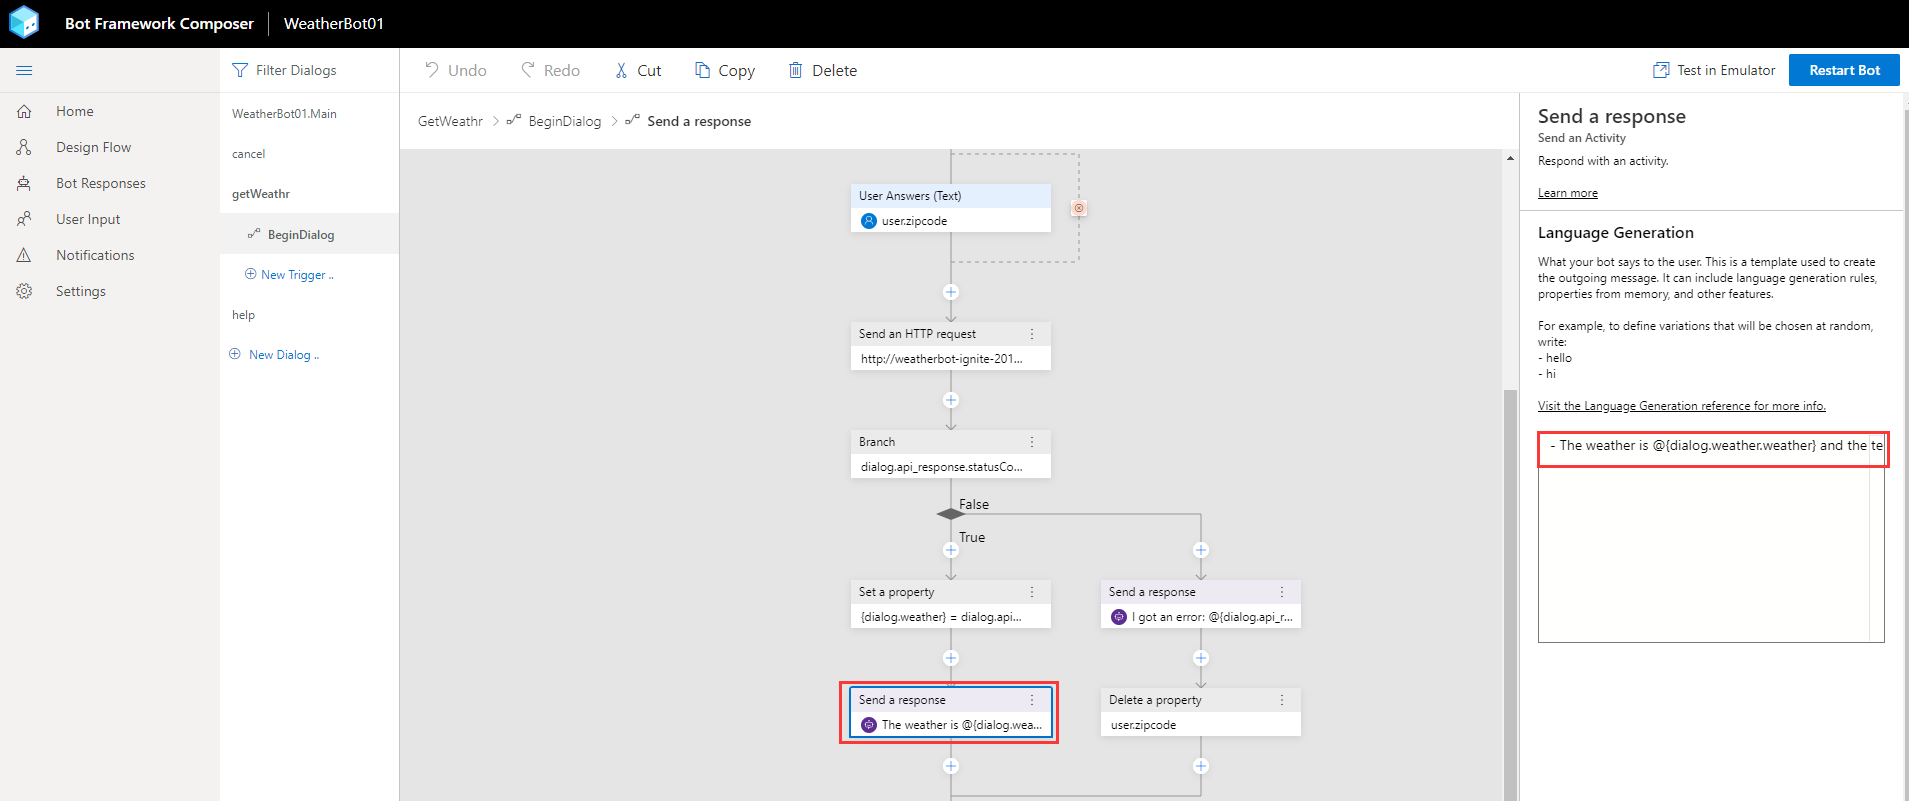 Bot Framework Composer
WeatherBot01
Home
Design Flow
Bot Responses
User Input
Notifications
Settings
Filter Dialogs
WeatherBot01.Main
cancel
getWeathr
BeginDialog
New Trigger ..
help
New Dialog ..
Undo
Redo
Cut
Copy
Delete
Test in Emulator
Restart Bot
GetWeathr > BeginDialog > Send a response
User Answers (Text)
user.zipcode
Send an HTTP request
http://weatherbot-ignite-201...
Branch
dialog.api_response.statusCo...
False
True
Set a property
{dialog.weather} = dialog.api...
Send a response
I got an error: @{dialog.api_r...
Send a response
The weather is @{dialog.wea...
Delete a property
user.zipcode
Send a response
Send an Activity
Respond with an activity.
Learn more
Language Generation
What your bot says to the user. This is a template used to create
the outgoing message. It can include language generation rules,
properties from memory, and other features.
For example, to define variations that will be chosen at random,
write:
- hello
- hi
Visit the Language Generation reference for more info.
- The weather is @{dialog.weather.weather} and the te